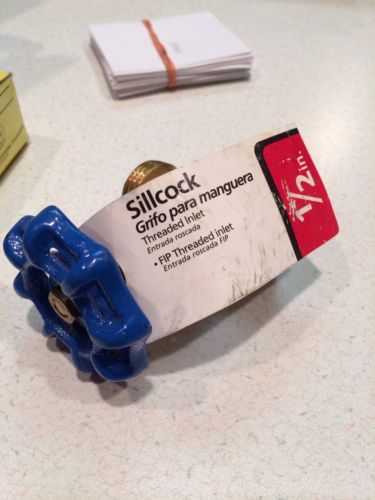 Sillcock
Grifo para manguera
Threaded Inlet
Entrada roscada
• FIP Threaded inlet
Entrada roscada FIP
1/2 in.